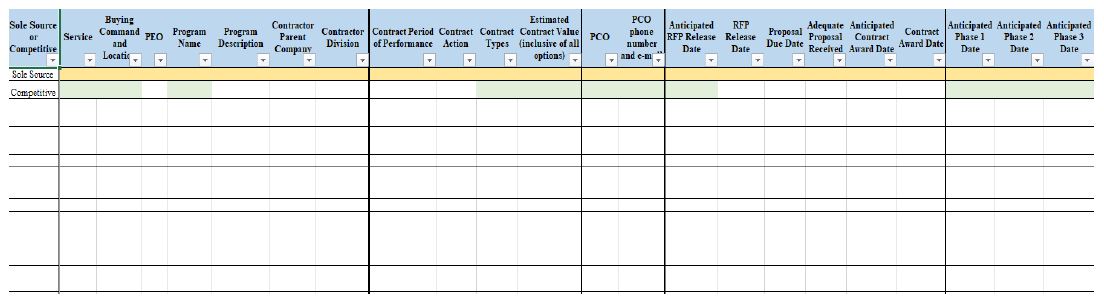 Sole Source
or
Competitive
Service
Buying
Command
and
Locatic
PEO
Program
Name
Program
Description
Contractor
Parent
Company
Contractor
Division
Contract Period
of Performance
Contract
Action
Contract
Types
Estimated
Contract Value
(inclusive of all
options)
PCO
PCO
phone
number
and e-m
Anticipated
RFP Release
Date
RFP
Release
Date
Proposal
Due Date
Adequate
Proposal
Received
Anticipated
Contract
Award Date
Contract
Award Date
Anticipated
Phase 1
Date
Anticipated
Phase 2
Date
Anticipated
Phase 3
Date
Sole Source
Competitive